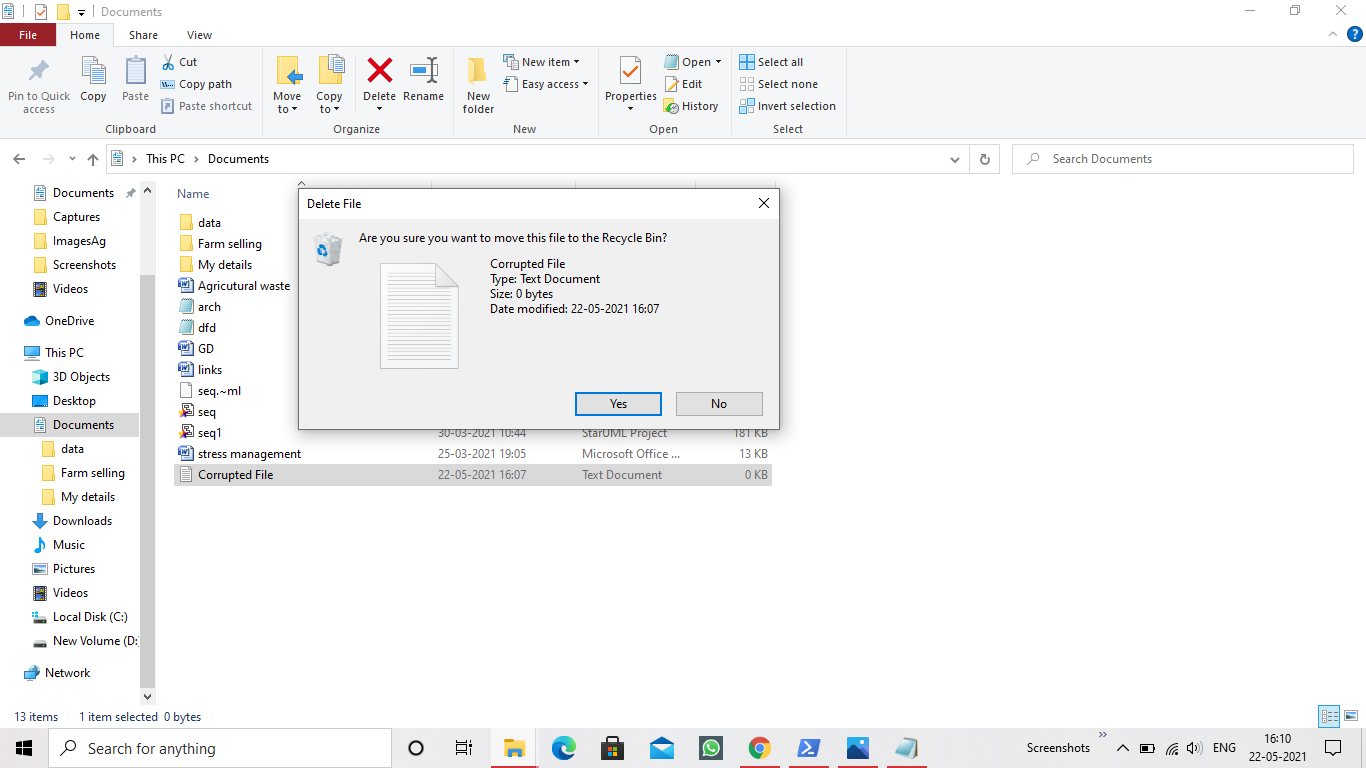 Documents
File Home Share View
Pin to Quick access
Copy
Paste
Cut
Copy path
Paste shortcut
Clipboard
Move to
Copy to
Delete
Rename
Organize
New folder
New item
Easy access
New
Properties
Open
Edit
History
Open
Select all
Select none
Invert selection
Select
This PC > Documents
Search Documents
Documents
Captures
ImagesAg
Screenshots
Videos
OneDrive
This PC
3D Objects
Desktop
Documents
data
Farm selling
My details
Downloads
Music
Pictures
Videos
Local Disk (C:)
New Volume (D:
Network
Name
data
Farm selling
My details
Agricutural waste
arch
dfd
GD
links
seq.~ml
seq
seq1 30-03-2021 10:44 StarUML Project 181 KB
stress management 25-03-2021 19:05 Microsoft Office ... 13 KB
Corrupted File 22-05-2021 16:07 Text Document 0 KB
Delete File
Are you sure you want to move this file to the Recycle Bin?
Corrupted File
Type: Text Document
Size: 0 bytes
Date modified: 22-05-2021 16:07
Yes No
13 items 1 item selected 0 bytes
Search for anything
Screenshots
ENG
16:10
22-05-2021